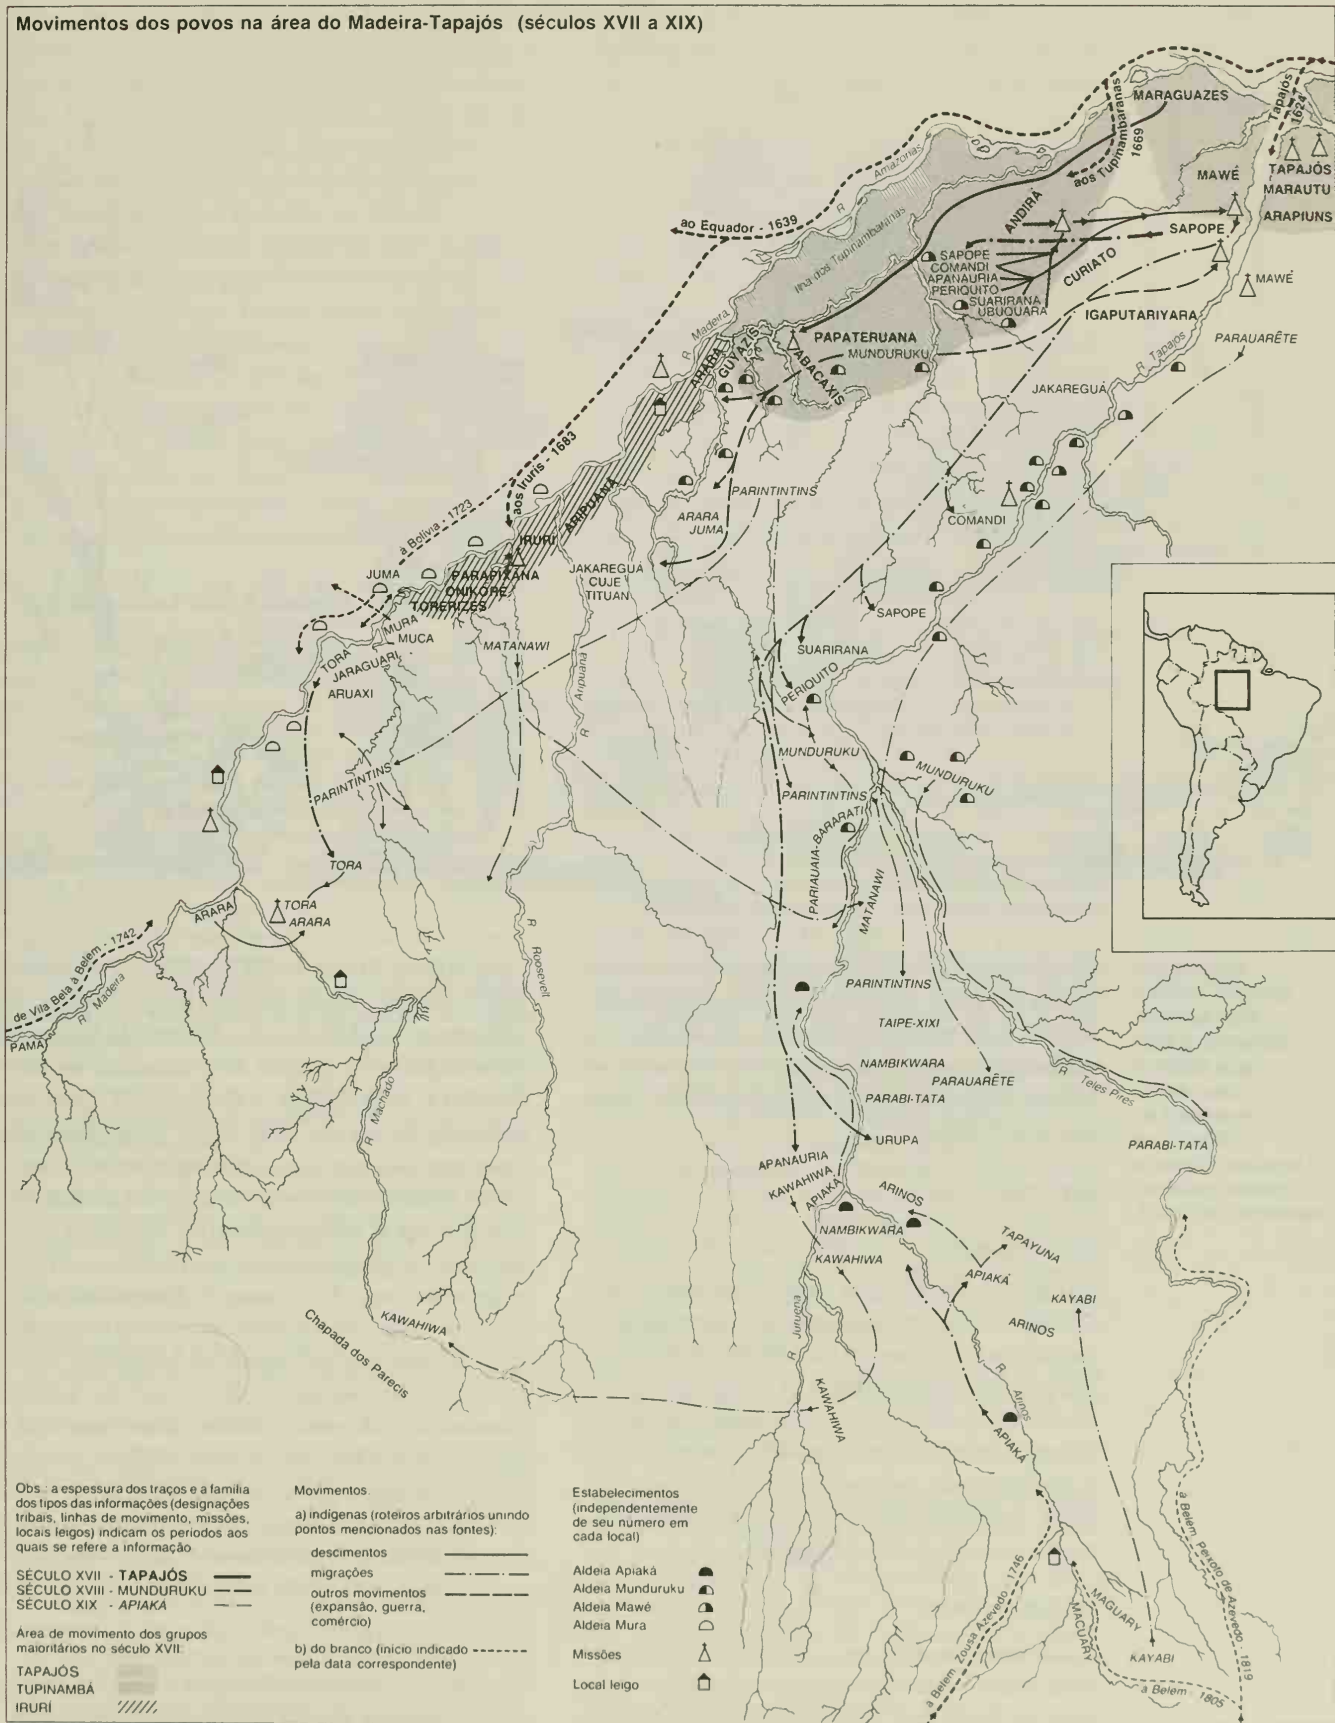 Movimentos dos povos na área do Madeira-Tapajós (séculos XVII a XIX)
MARAGUAZES
Tapajós
1624
aos Tupinambaranas
1669
MAWÉ
TAPAJÓS
MARAUTU
ARAPIUNS
R Amazonas
ao Equador - 1639
ANDIRÁ
SAPOPE
Ilha dos Tupinambaranas
SAPOPE
COMANDI
APANAURIA
PERIQUITO
SUARIRANA
UBUQUARA
CURIATO
MAWÉ
IGAPUTARIYARA
R Madeira
PAPATERUANA
MUNDURUKU
PARAUARÊTE
ARARA
GUYAZIS
ABACAXIS
R Tapajos
JAKAREGUÁ
aos Iruris - 1683
à Bolívia - 1723
ARIPUANÃ
PARINTINTINS
ARARA
JUMA
COMANDI
IRURI
JUMA
PARAPIXANA
ONIKORE
TORERIZES
JAKAREGUÁ
CUJE
TITUAN
SAPOPE
MURA
MUCA
MATANAWI
SUARIRANA
TORA
JARAGUARI
ARUAXI
R Aripuanã
PERIQUITO
MUNDURUKU
MUNDURUKU
PARINTINTINS
PARINTINTINS
PARIAUAIA-BARARATI
TORA
MATANAWI
ARARA
TORA
ARARA
de Vila Bela a Belem - 1742
R Madeira
PAMA
R Roosevelt
PARINTINTINS
TAIPE-XIXI
NAMBIKWARA
PARAUARÊTE
R Teles Pires
R Machado
PARABI-TATA
URUPA
PARABI-TATA
APANAURIA
KAWAHIWA
APIAKÁ
ARINOS
NAMBIKWARA
TAPAYUNA
KAWAHIWA
APIAKÁ
KAYABI
R Juruena
ARINOS
KAWAHIWA
Chapada dos Parecis
R Arinos
KAWAHIWA
APIAKÁ
a Belem Peixoto de Azevedo - 1819
a Belem Zousa Azevedo - 1746
MAGUARY
MACUARY
KAYABI
a Belem - 1805
Obs.: a espessura dos traços e a família
dos tipos das informações (designações
tribais, linhas de movimento, missões,
locais leigos) indicam os periodos aos
quais se refere a informação
SÉCULO XVII - TAPAJÓS
SÉCULO XVIII - MUNDURUKU
SÉCULO XIX - APIAKÁ
Área de movimento dos grupos
maioritários no século XVII:
TAPAJÓS
TUPINAMBÁ
IRURÍ
Movimentos.
a) indígenas (roteiros arbitrários unindo
pontos mencionados nas fontes):
descimentos
migrações
outros movimentos
(expansão, guerra,
comércio)
b) do branco (início indicado
pela data correspondente)
Estabelecimentos
(independentemente
de seu número em
cada local)
Aldeia Apiaká
Aldeia Munduruku
Aldeia Mawé
Aldeia Mura
Missões
Local leigo